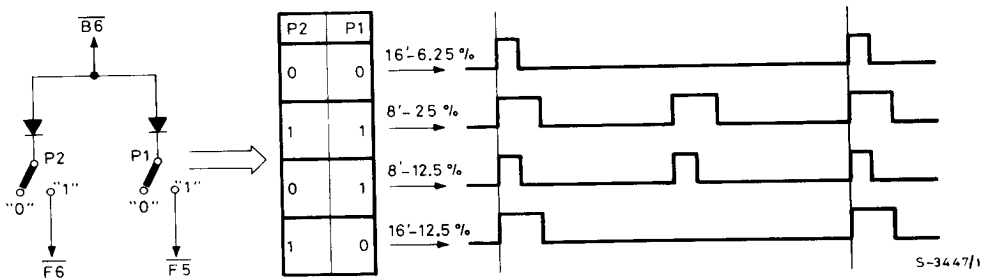 B6
P2
P1
"0"
"1"
"0"
"1"
F6
F5
P2 P1
0 0
1 1
0 1
1 0
16'-6.25 %
8'-25 %
8'-12.5 %
16'-12.5 %
S-3447/1